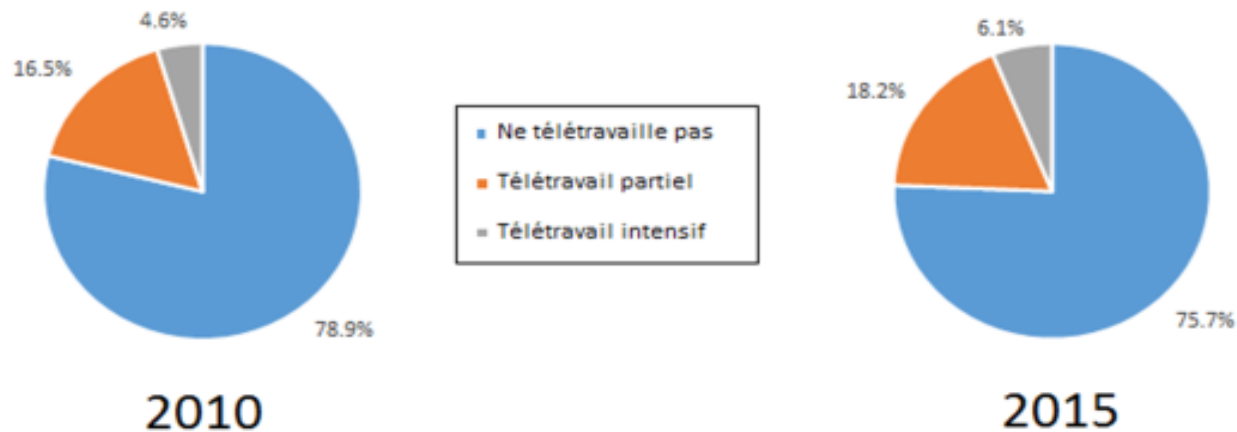 4.6%
16.5%
78.9%
2010
Ne télétravaille pas
Télétravail partiel
Télétravail intensif
6.1%
18.2%
75.7%
2015